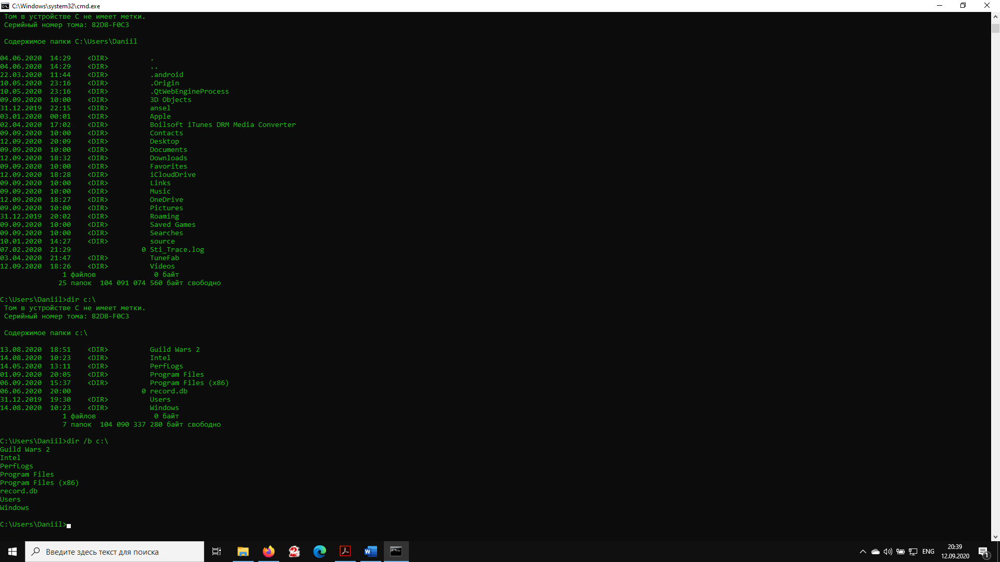 C:\Windows\system32\cmd.exe
Том в устройстве C не имеет метки.
Серийный номер тома: 82D8-F0C3
Содержимое папки C:\Users\Daniil
04.06.2020  14:29    <DIR>          .
04.06.2020  14:29    <DIR>          ..
22.03.2020  11:44    <DIR>          .android
10.05.2020  23:16    <DIR>          .Origin
10.05.2020  23:16    <DIR>          .QtWebEngineProcess
09.09.2020  10:00    <DIR>          3D Objects
31.12.2019  22:15    <DIR>          ansel
03.01.2020  00:01    <DIR>          Apple
02.04.2020  17:02    <DIR>          Boilsoft iTunes DRM Media Converter
09.09.2020  10:00    <DIR>          Contacts
12.09.2020  20:09    <DIR>          Desktop
09.09.2020  10:00    <DIR>          Documents
12.09.2020  18:32    <DIR>          Downloads
09.09.2020  10:00    <DIR>          Favorites
12.09.2020  18:28    <DIR>          iCloudDrive
09.09.2020  10:00    <DIR>          Links
09.09.2020  10:00    <DIR>          Music
12.09.2020  18:27    <DIR>          OneDrive
09.09.2020  10:00    <DIR>          Pictures
31.12.2019  20:02    <DIR>          Roaming
09.09.2020  10:00    <DIR>          Saved Games
09.09.2020  10:00    <DIR>          Searches
10.01.2020  14:27    <DIR>          source
07.02.2020  21:29                 0 Sti_Trace.log
03.04.2020  21:47    <DIR>          TuneFab
12.09.2020  18:26    <DIR>          Videos
1 файлов              0 байт
25 папок  104 091 074 560 байт свободно
C:\Users\Daniil>dir c:\
Том в устройстве C не имеет метки.
Серийный номер тома: 82D8-F0C3
Содержимое папки c:\
13.08.2020  18:51    <DIR>          Guild Wars 2
14.08.2020  10:23    <DIR>          Intel
14.05.2020  13:11    <DIR>          PerfLogs
01.09.2020  20:05    <DIR>          Program Files
06.09.2020  15:37    <DIR>          Program Files (x86)
06.06.2020  20:00                 0 record.db
31.12.2019  19:30    <DIR>          Users
14.08.2020  10:23    <DIR>          Windows
1 файлов              0 байт
7 папок  104 090 337 280 байт свободно
C:\Users\Daniil>dir /b c:\
Guild Wars 2
Intel
PerfLogs
Program Files
Program Files (x86)
record.db
Users
Windows
C:\Users\Daniil>
Введите здесь текст для поиска
ENG
20:39
12.09.2020
1